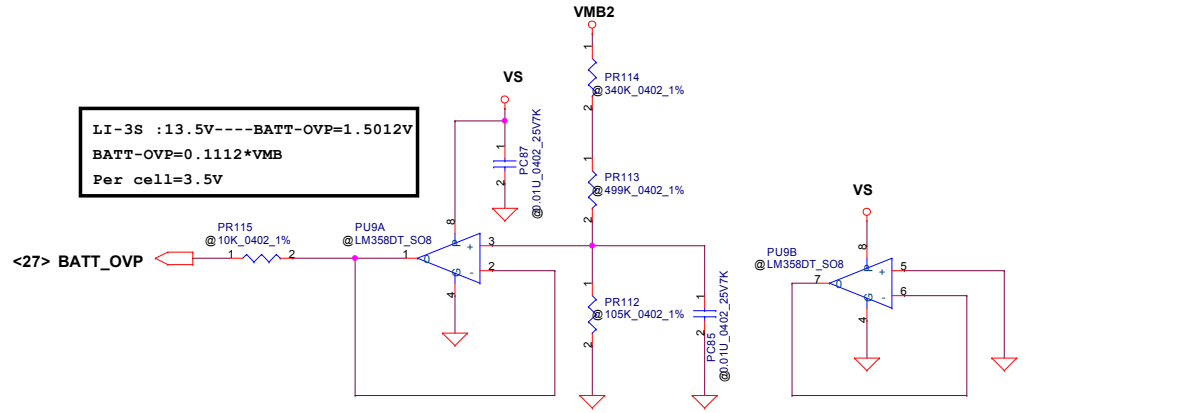 VMB2
1
PR114
@340K_0402_1%
2
VS
LI-3S :13.5V----BATT-OVP=1.5012V
BATT-OVP=0.1112*VMB
Per cell=3.5V
1
2
PC87
@0.01U_0402_25V7K
1
PR113
@499K_0402_1%
2
VS
PR115
@10K_0402_1%
1 2
PU9A
@LM358DT_SO8
8
P
3
+
1
0
2
-
G
4
<27> BATT_OVP
1
PR112
@105K_0402_1%
2
1
2
PC85
@0.01U_0402_25V7K
PU9B
@LM358DT_SO8
8
P
5
+
7
0
6
-
G
4